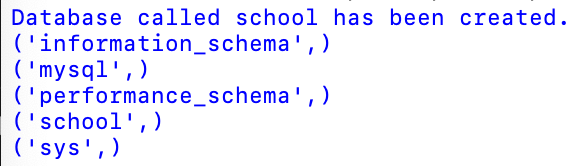 Database called school has been created.
('information_schema',)
('mysql',)
('performance_schema',)
('school',)
('sys',)